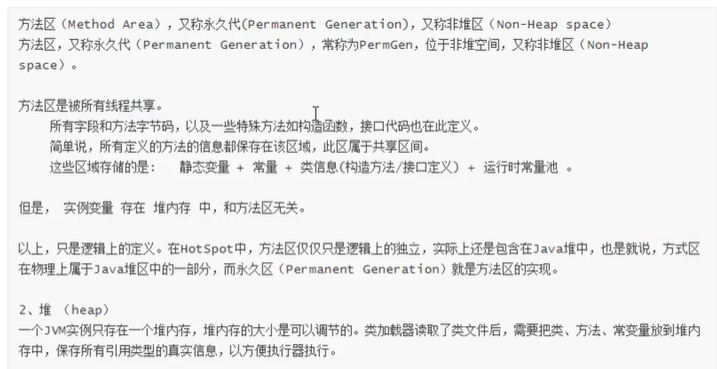 方法区（Method Area），又称永久代(Permanent Generation)，又称非堆区（Non-Heap space）
方法区，又称永久代（Permanent Generation），常称为PermGen，位于非堆空间，又称非堆区（Non-Heap
space）。
方法区是被所有线程共享。
所有字段和方法字节码，以及一些特殊方法如构造函数，接口代码也在此定义。
简单说，所有定义的方法的信息都保存在该区域，此区属于共享区间。
这些区域存储的是： 静态变量 + 常量 + 类信息(构造方法/接口定义) + 运行时常量池 。
但是， 实例变量 存在 堆内存 中，和方法区无关。
以上，只是逻辑上的定义。在HotSpot中，方法区仅仅只是逻辑上的独立，实际上还是包含在Java堆中，也是就说，方式区
在物理上属于Java堆区中的一部分，而永久区（Permanent Generation）就是方法区的实现。
2、堆 （heap）
一个JVM实例只存在一个堆内存，堆内存的大小是可以调节的。类加载器读取了类文件后，需要把类、方法、常变量放到堆内
存中，保存所有引用类型的真实信息，以方便执行器执行。